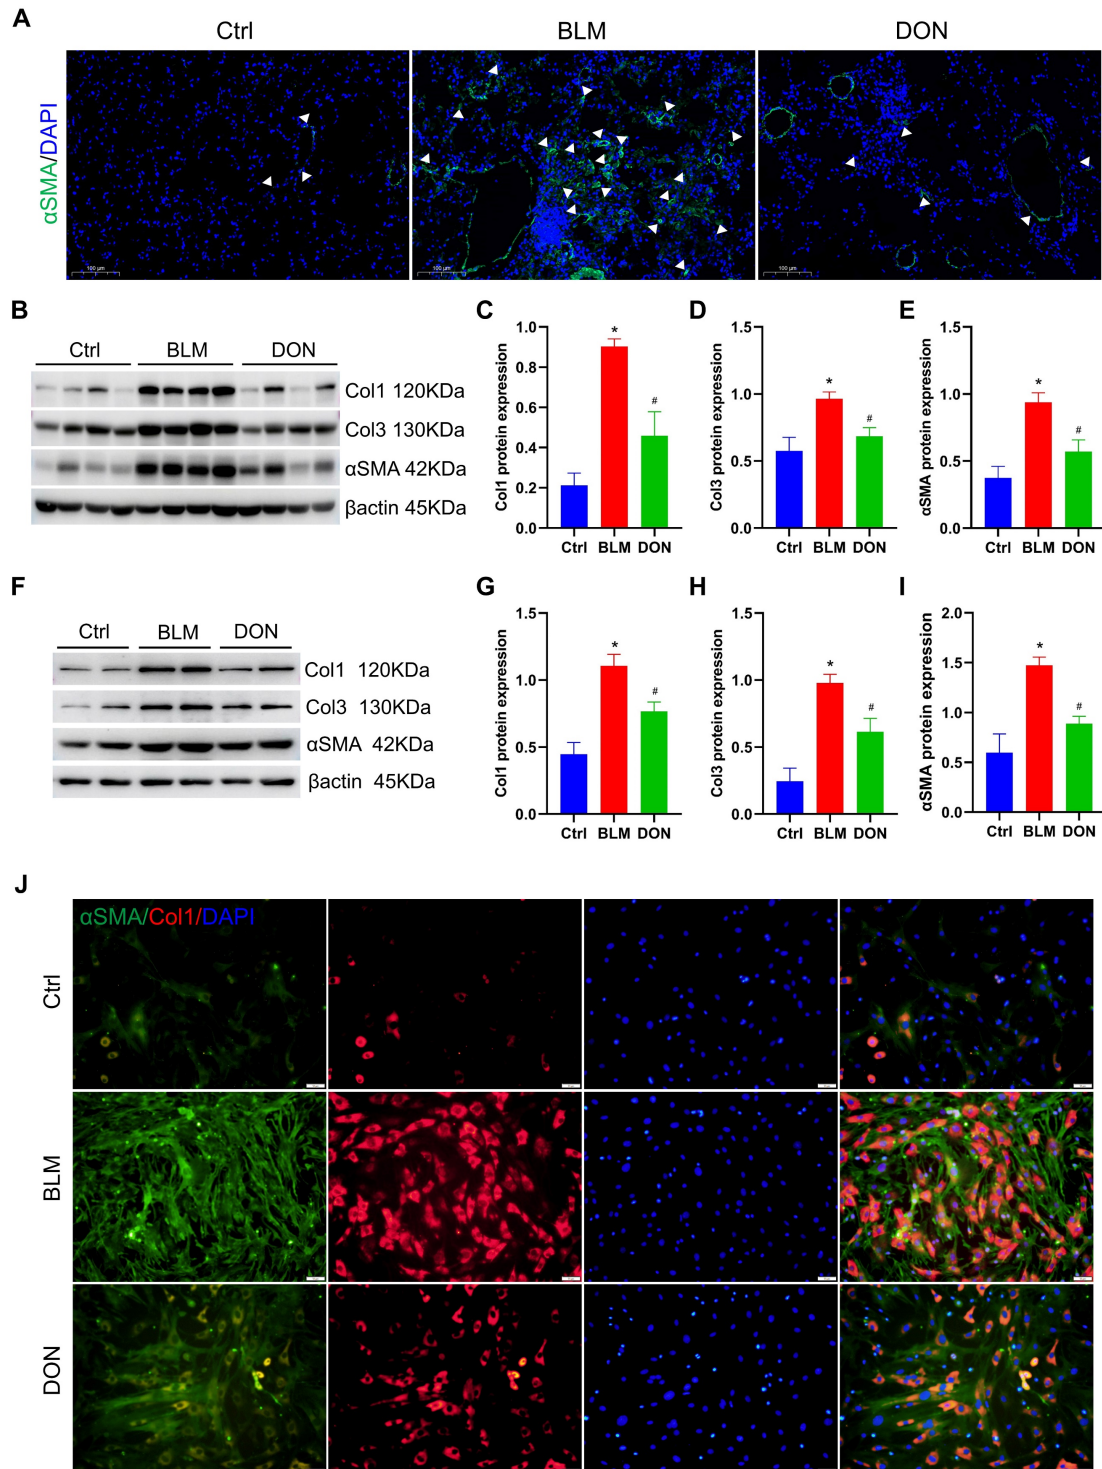 A
Ctrl BLM DON
αSMA/DAPI
100 μm 100 μm 100 μm
B
Ctrl BLM DON
Col1 120KDa
Col3 130KDa
αSMA 42KDa
βactin 45KDa
C
Col1 protein expression
1.0
0.8
0.6
0.4
0.2
0.0
*
#
Ctrl BLM DON
D
Col3 protein expression
1.5
1.0
0.5
0.0
*
#
Ctrl BLM DON
E
αSMA protein expression
1.5
1.0
0.5
0.0
*
#
Ctrl BLM DON
F
Ctrl BLM DON
Col1 120KDa
Col3 130KDa
αSMA 42KDa
βactin 45KDa
G
Col1 protein expression
1.5
1.0
0.5
0.0
*
#
Ctrl BLM DON
H
Col3 protein expression
1.5
1.0
0.5
0.0
*
#
Ctrl BLM DON
I
αSMA protein expression
2.0
1.5
1.0
0.5
0.0
*
#
Ctrl BLM DON
J
αSMA/Col1/DAPI
Ctrl
BLM
DON